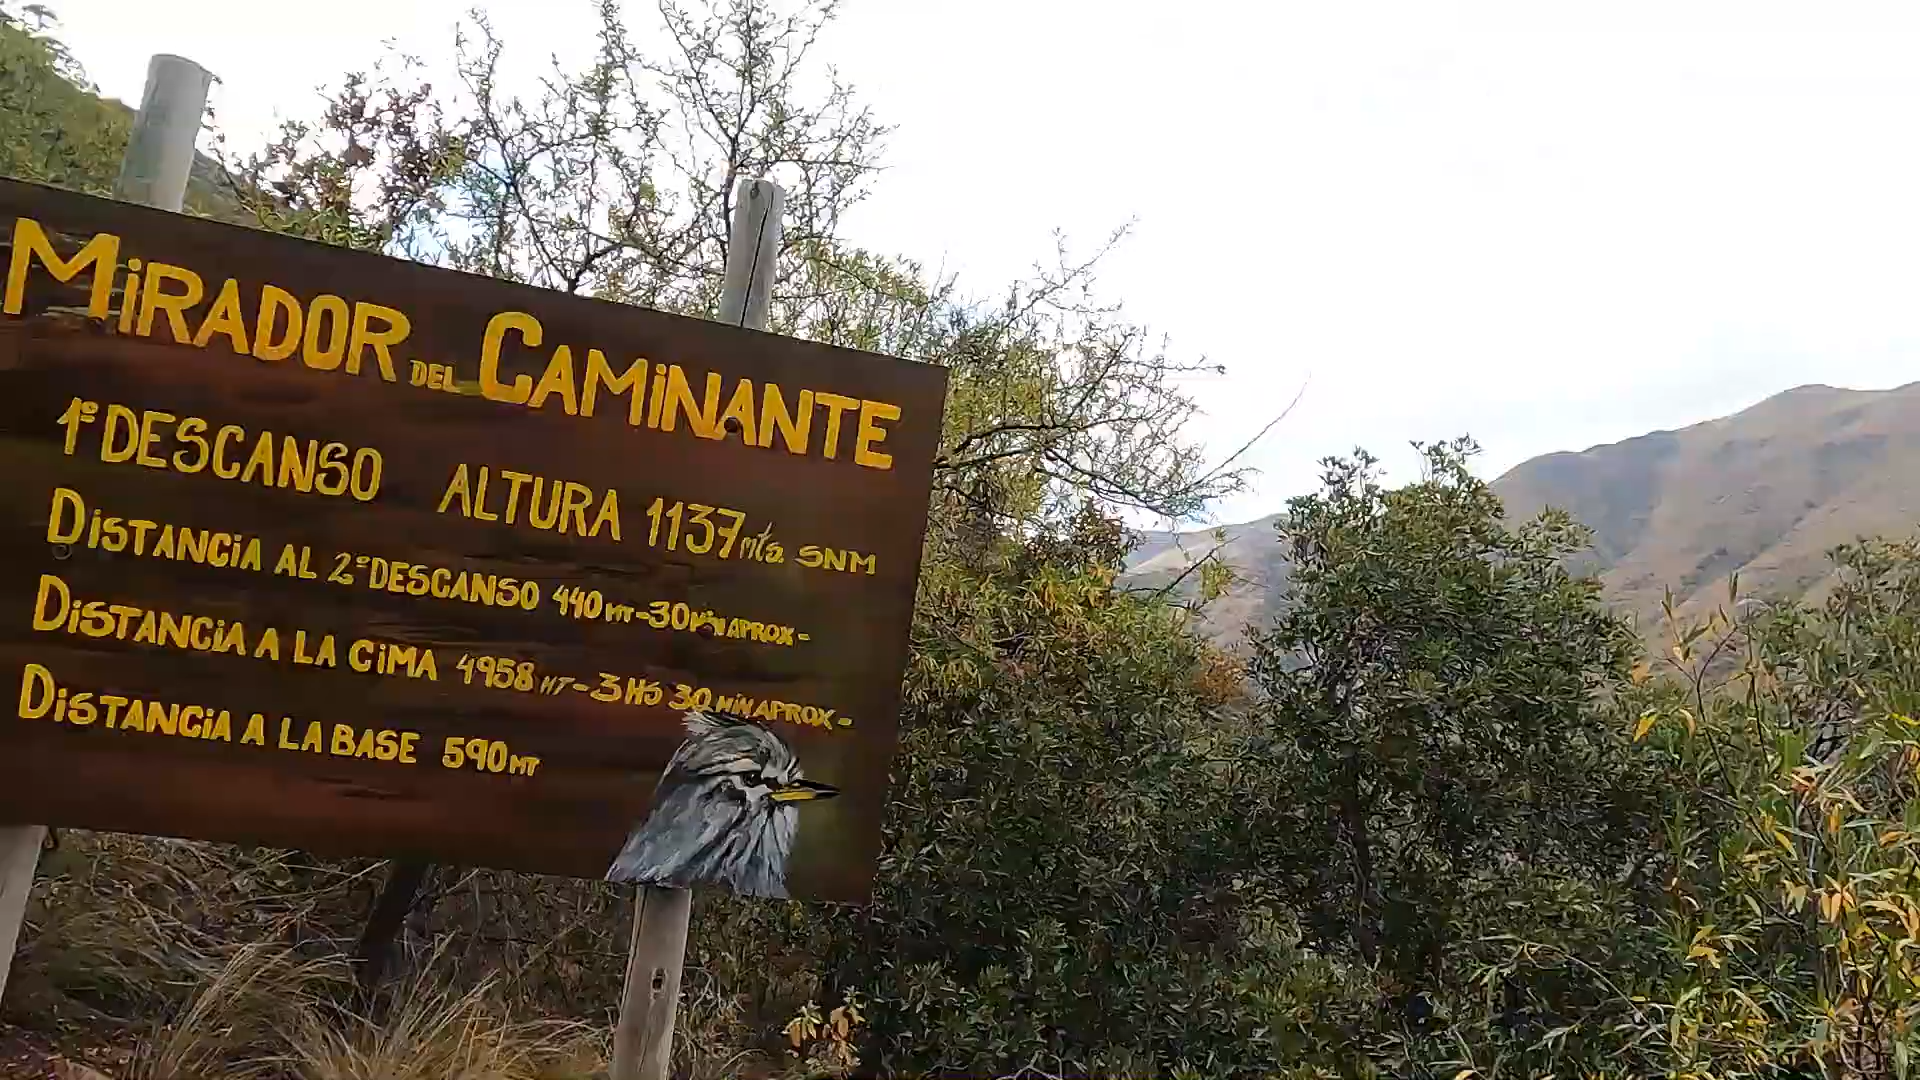 MiRADOR DEL CAMiNANTE
1º DESCANSO ALTURA 1137 mts SNM
DiSTANCiA AL 2º DESCANSO 440 MT-30 MiN APROX-
DiSTANCiA A LA CiMA 4958 MT-3 HS 30 MiN APROX-
DiSTANCiA A LA BASE 590 MT